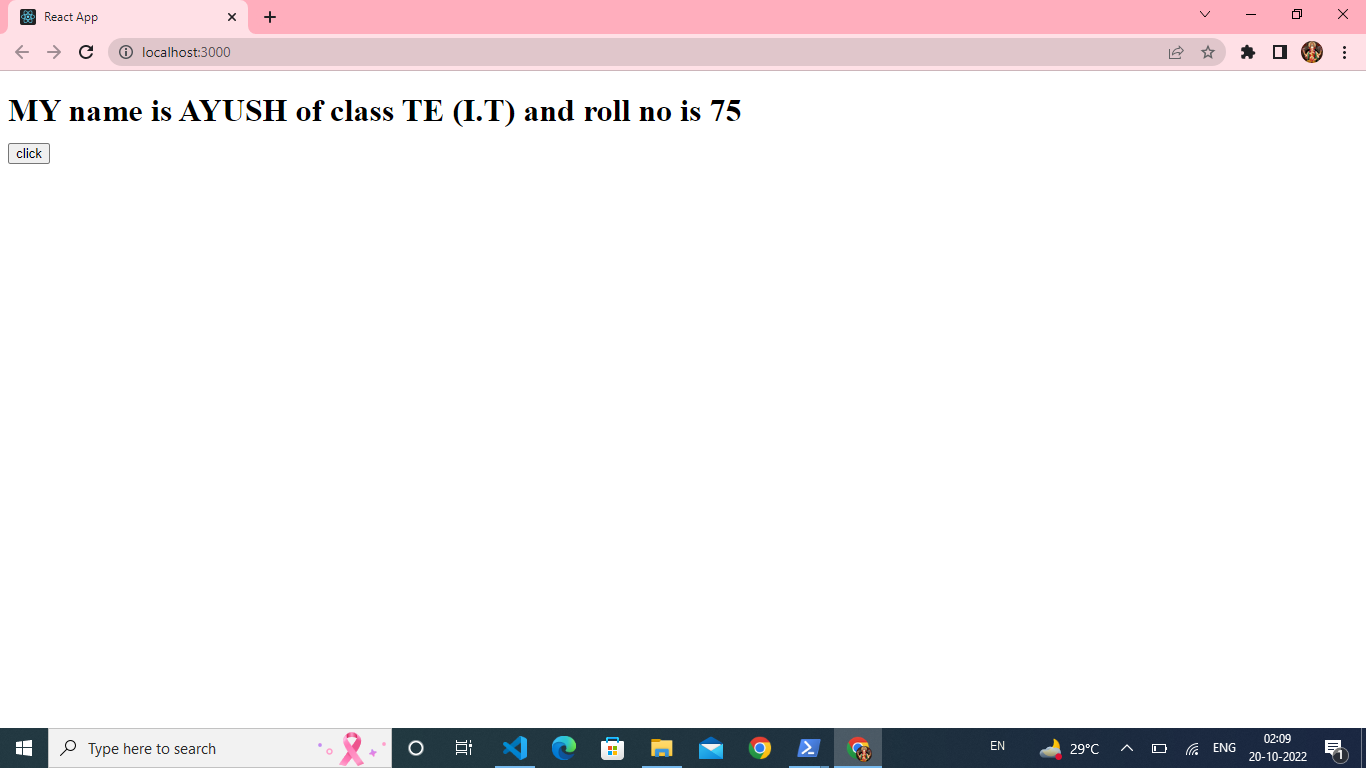 React App
localhost:3000
MY name is AYUSH of class TE (I.T) and roll no is 75
click
Type here to search
EN
29°C
ENG
02:09
20-10-2022
1